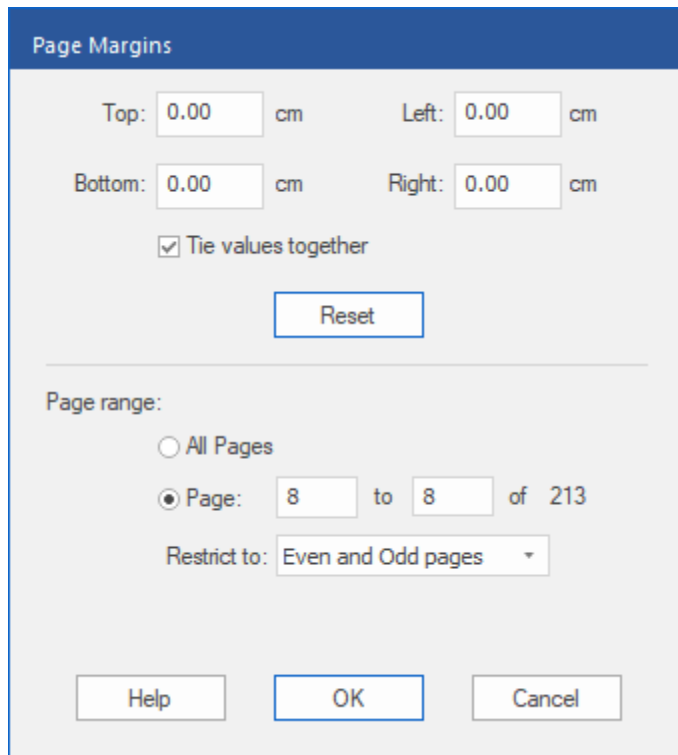 Page Margins
Top: 0.00 cm Left: 0.00 cm
Bottom: 0.00 cm Right: 0.00 cm
Tie values together
Reset
Page range:
All Pages
Page: 8 to 8 of 213
Restrict to: Even and Odd pages
Help OK Cancel